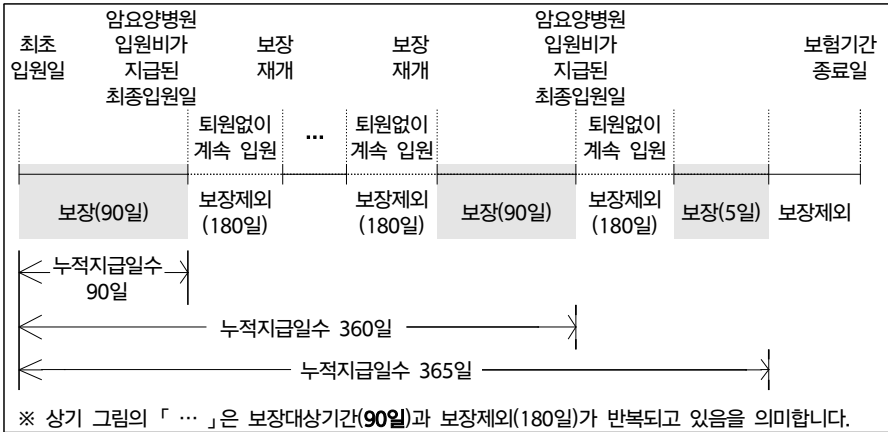 최초
입원일
암요양병원
입원비가
지급된
최종입원일
보장
재개
보장
재개
암요양병원
입원비가
지급된
최종입원일
보험기간
종료일
퇴원없이
계속 입원
...
퇴원없이
계속 입원
퇴원없이
계속 입원
보장(90일)
보장제외
(180일)
보장제외
(180일)
보장(90일)
보장제외
(180일)
보장(5일)
보장제외
누적지급일수
90일
누적지급일수 360일
누적지급일수 365일
※ 상기 그림의 「 … 」은 보장대상기간(90일)과 보장제외(180일)가 반복되고 있음을 의미합니다.